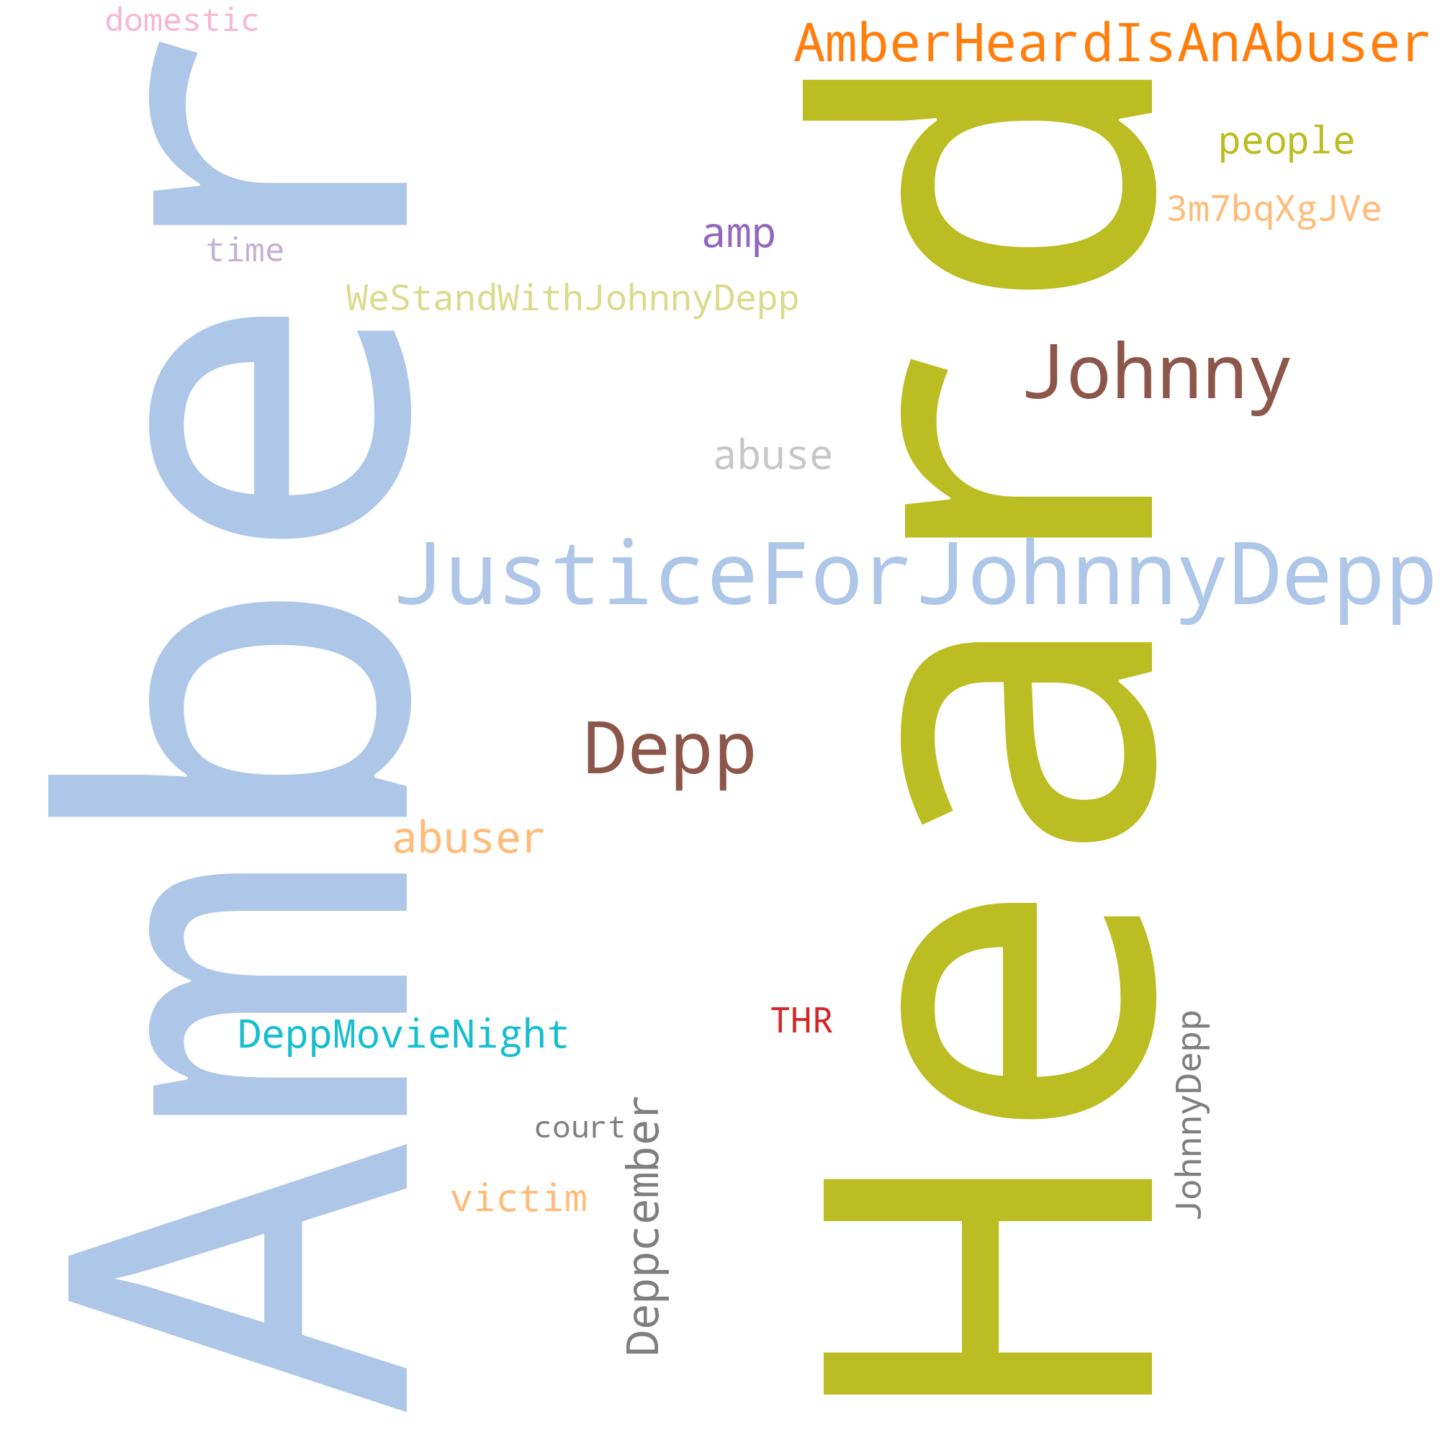 domestic
AmberHeardIsAnAbuser
people
3m7bqXgJVe
amp
time
WeStandWithJohnnyDepp
Johnny
abuse
JusticeForJohnnyDepp
Amber
Heard
Depp
abuser
THR
DeppMovieNight
JohnnyDepp
court
Deppcember
victim